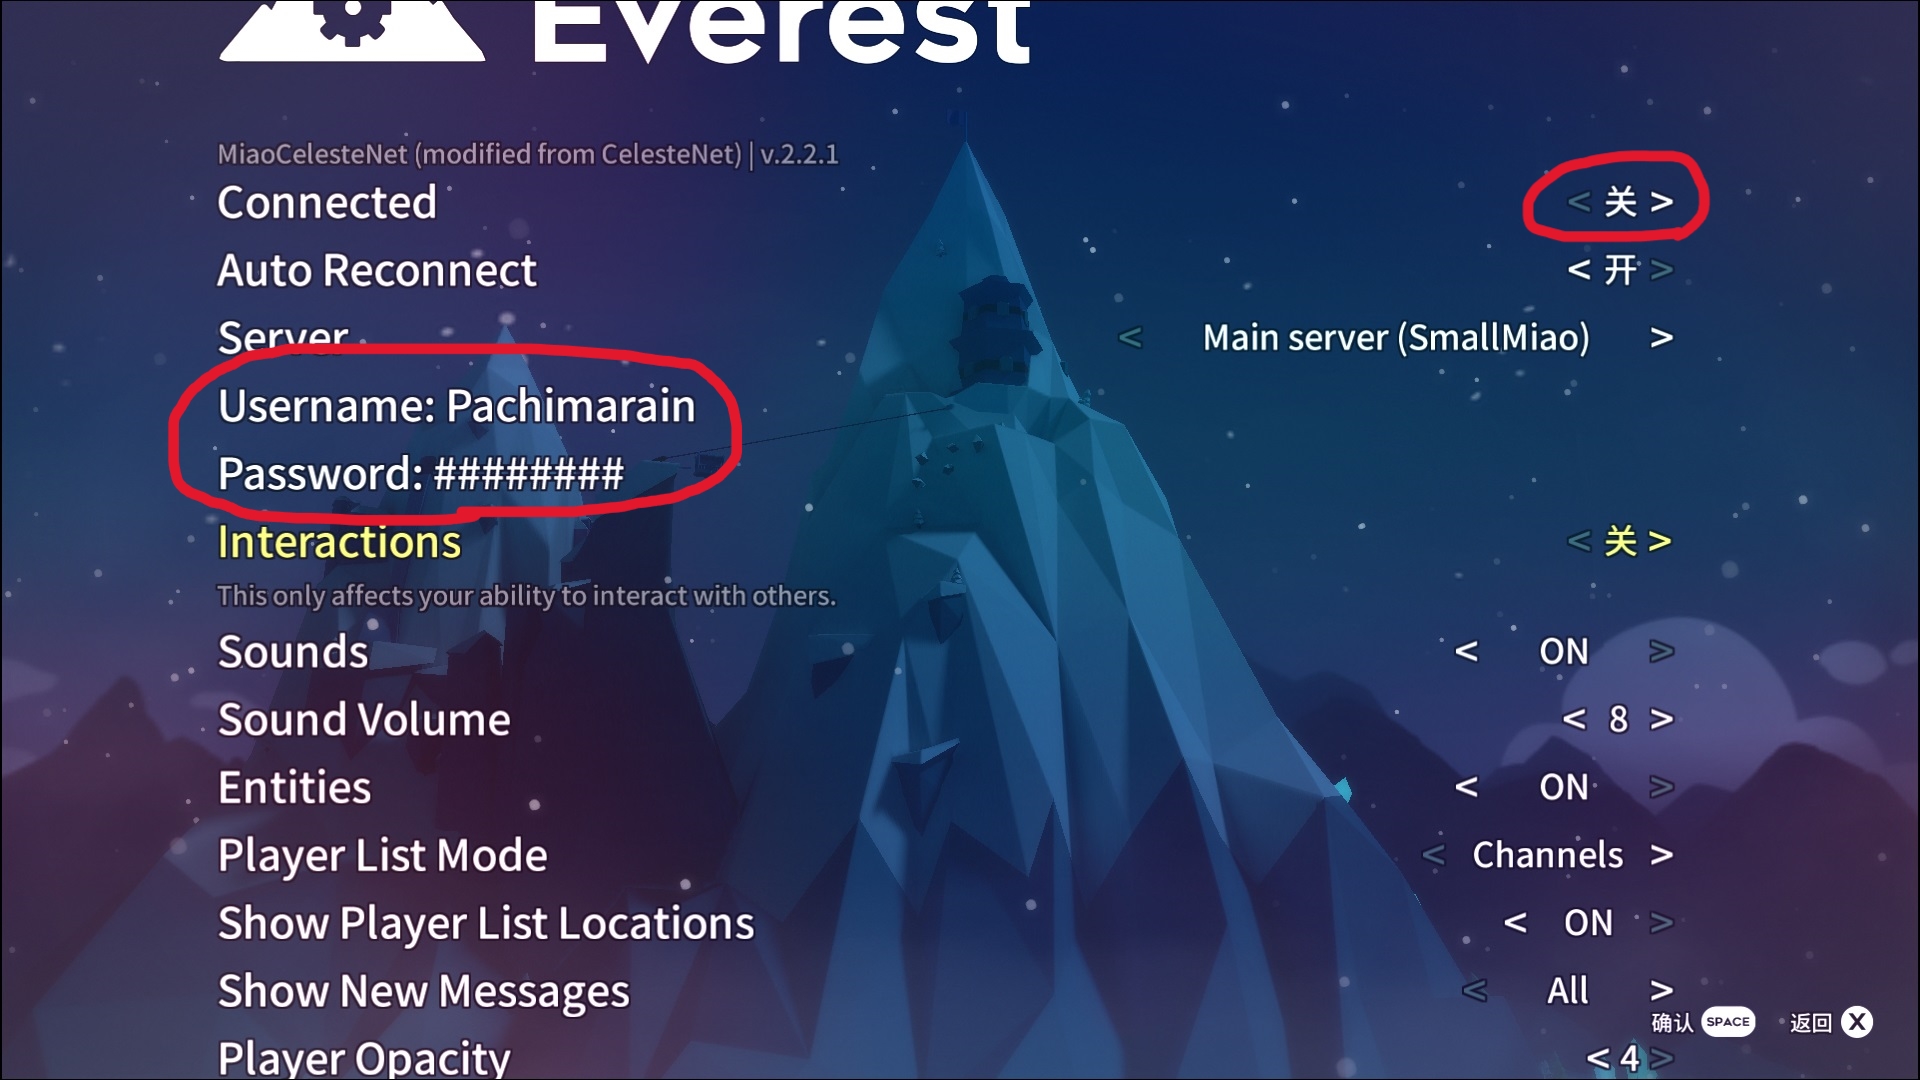 Everest
MiaoCelesteNet (modified from CelesteNet) | v.2.2.1
Connected < 关 >
Auto Reconnect < 开 >
Server < Main server (SmallMiao) >
Username: Pachimarain
Password: ########
Interactions < 关 >
This only affects your ability to interact with others.
Sounds < ON >
Sound Volume < 8 >
Entities < ON >
Player List Mode < Channels >
Show Player List Locations < ON >
Show New Messages < All >
确认 SPACE 返回 X
Player Opacity < 4 >